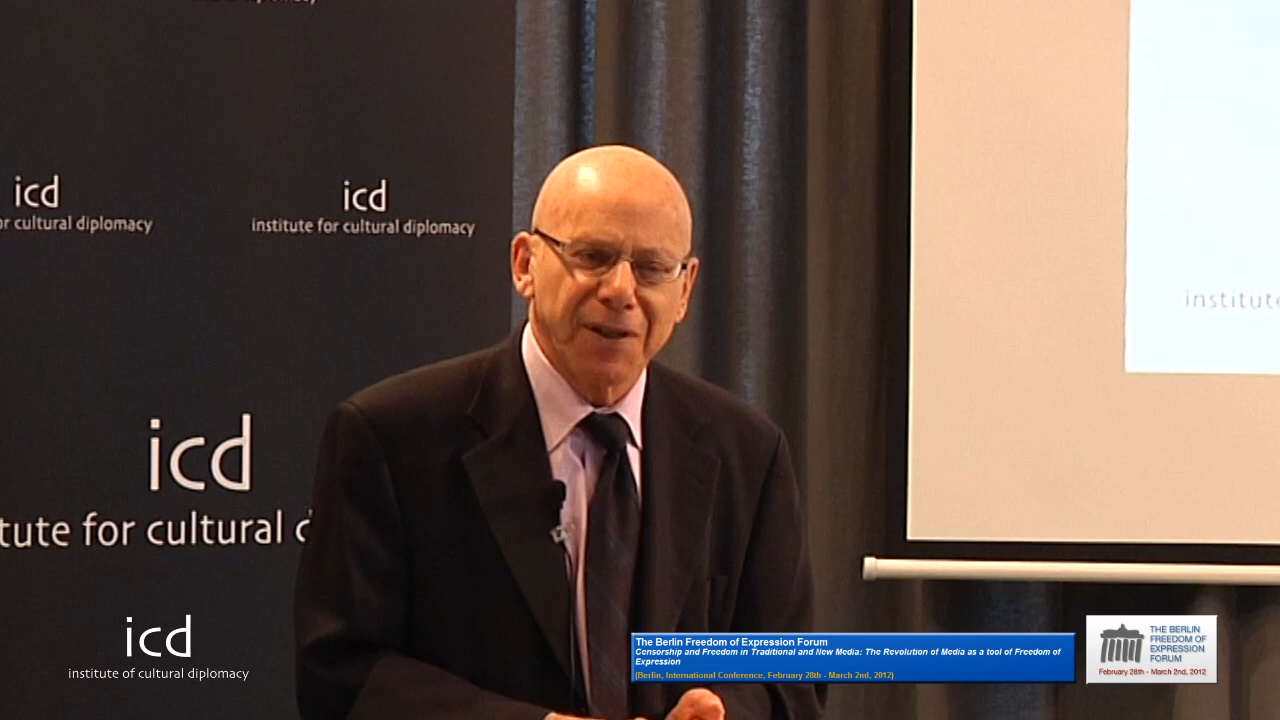 icd
or cultural diplomacy
icd
institute for cultural diplomacy
institute
icd
tute for cultural d
icd
institute of cultural diplomacy
The Berlin Freedom of Expression Forum
Censorship and Freedom in Traditional and New Media: The Revolution of Media as a tool of Freedom of
Expression
(Berlin, International Conference, February 28th - March 2nd, 2012)
THE BERLIN
FREEDOM OF
EXPRESSION
FORUM
February 28th - March 2nd, 2012